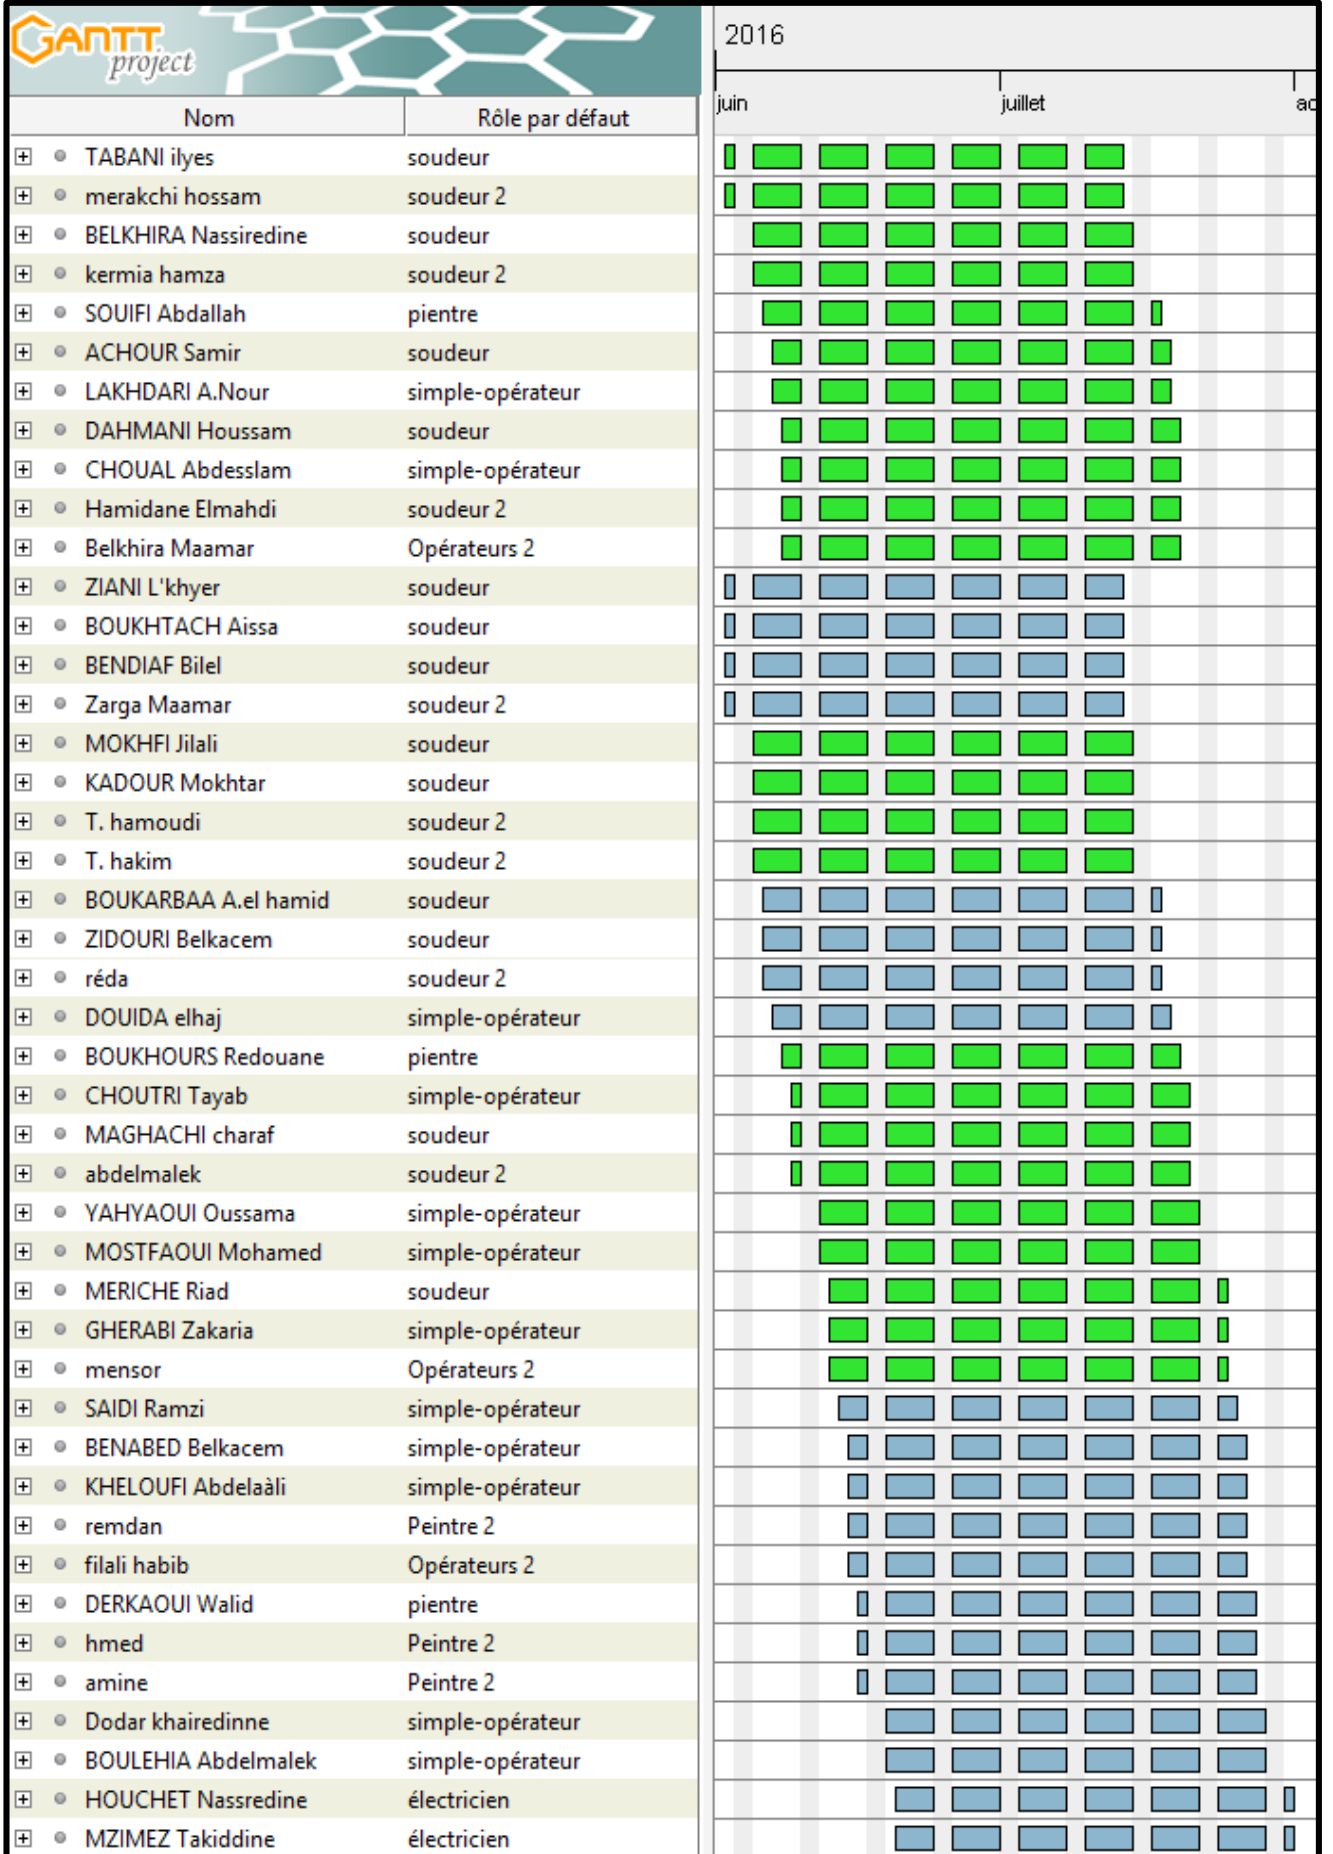 GANTT
project
2016
juin juillet ao
Nom Rôle par défaut
TABANI ilyes soudeur
merakchi hossam soudeur 2
BELKHIRA Nassiredine soudeur
kermia hamza soudeur 2
SOUIFI Abdallah pientre
ACHOUR Samir soudeur
LAKHDARI A.Nour simple-opérateur
DAHMANI Houssam soudeur
CHOUAL Abdesslam simple-opérateur
Hamidane Elmahdi soudeur 2
Belkhira Maamar Opérateurs 2
ZIANI L'khyer soudeur
BOUKHTACH Aissa soudeur
BENDIAF Bilel soudeur
Zarga Maamar soudeur 2
MOKHFI Jilali soudeur
KADOUR Mokhtar soudeur
T. hamoudi soudeur 2
T. hakim soudeur 2
BOUKARBAA A.el hamid soudeur
ZIDOURI Belkacem soudeur
réda soudeur 2
DOUIDA elhaj simple-opérateur
BOUKHOURS Redouane pientre
CHOUTRI Tayab simple-opérateur
MAGHACHI charaf soudeur
abdelmalek soudeur 2
YAHYAOUI Oussama simple-opérateur
MOSTFAOUI Mohamed simple-opérateur
MERICHE Riad soudeur
GHERABI Zakaria simple-opérateur
mensor Opérateurs 2
SAIDI Ramzi simple-opérateur
BENABED Belkacem simple-opérateur
KHELOUFI Abdelaàli simple-opérateur
remdan Peintre 2
filali habib Opérateurs 2
DERKAOUI Walid pientre
hmed Peintre 2
amine Peintre 2
Dodar khairedinne simple-opérateur
BOULEHIA Abdelmalek simple-opérateur
HOUCHET Nassredine électricien
MZIMEZ Takiddine électricien